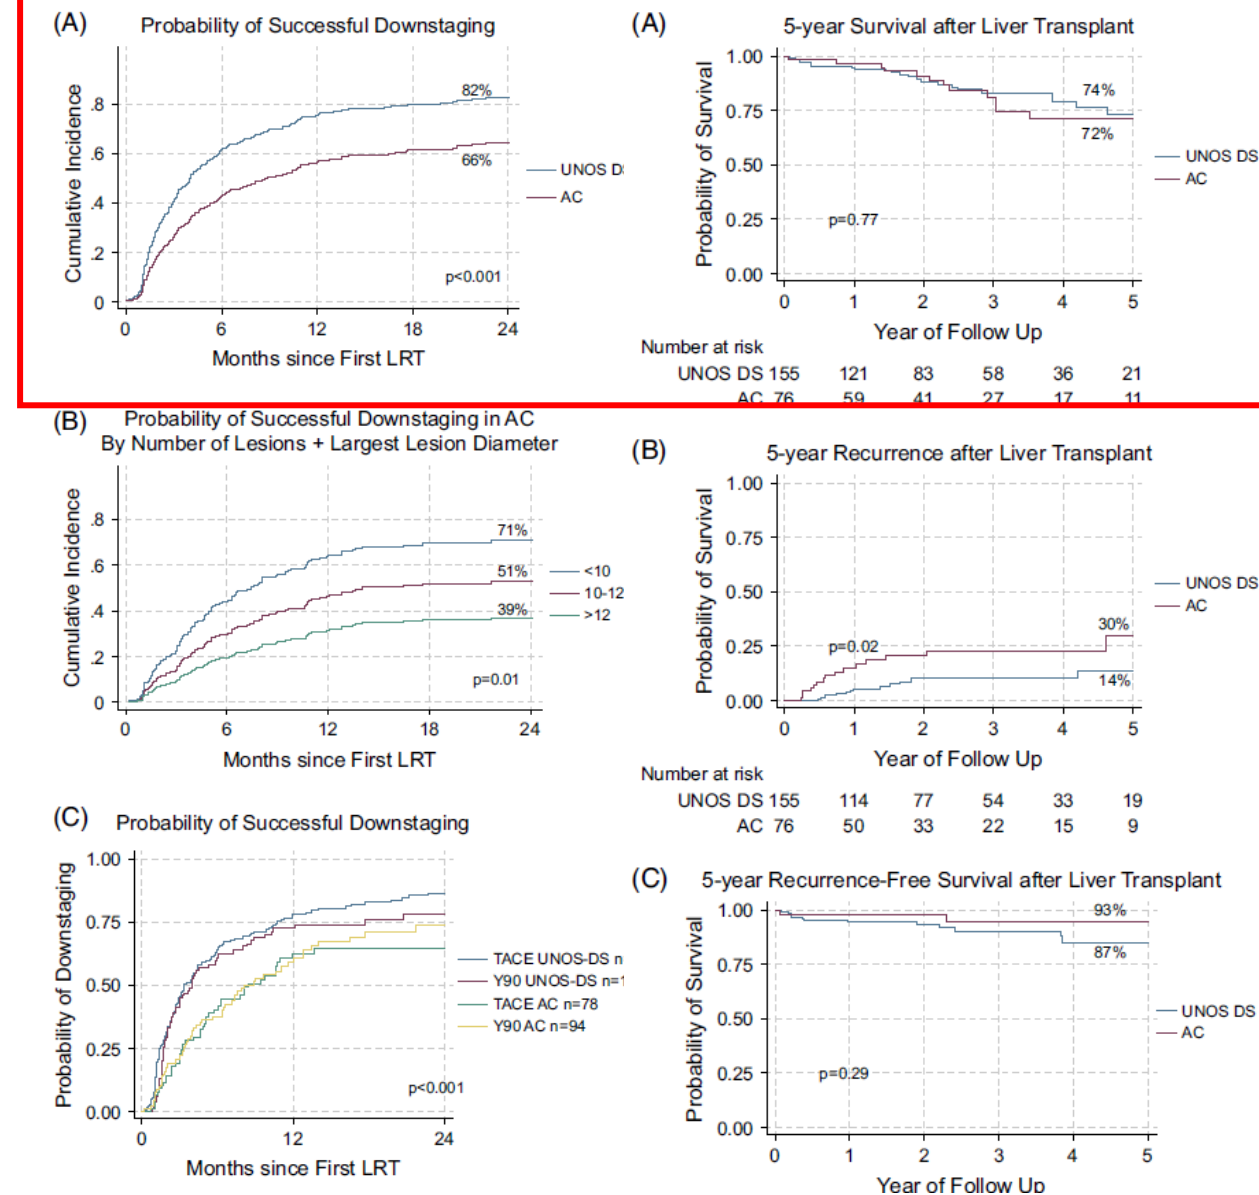 (A) Probability of Successful Downstaging
Cumulative Incidence
.8
.6
.4
.2
0
82%
66%
p<0.001
UNOS DS
AC
0 6 12 18 24
Months since First LRT
(B) Probability of Successful Downstaging in AC
By Number of Lesions + Largest Lesion Diameter
Cumulative Incidence
.8
.6
.4
.2
0
71%
51%
39%
p=0.01
<10
10-12
>12
0 6 12 18 24
Months since First LRT
(C) Probability of Successful Downstaging
Probability of Downstaging
1.00
0.75
0.50
0.25
0.00
p<0.001
TACE UNOS-DS n
Y90 UNOS-DS n=1
TACE AC n=78
Y90 AC n=94
0 12 24
Months since First LRT
(A) 5-year Survival after Liver Transplant
Probability of Survival
1.00
0.75
0.50
0.25
0.00
74%
72%
p=0.77
UNOS DS
AC
0 1 2 3 4 5
Year of Follow Up
Number at risk
UNOS DS 155 121 83 58 36 21
AC 76 59 41 27 17 11
(B) 5-year Recurrence after Liver Transplant
Probability of Survival
1.00
0.75
0.50
0.25
0.00
p=0.02
30%
14%
UNOS DS
AC
0 1 2 3 4 5
Year of Follow Up
Number at risk
UNOS DS 155 114 77 54 33 19
AC 76 50 33 22 15 9
(C) 5-year Recurrence-Free Survival after Liver Transplant
Probability of Survival
1.00
0.75
0.50
0.25
0.00
93%
87%
p=0.29
UNOS DS
AC
0 1 2 3 4 5
Year of Follow Up